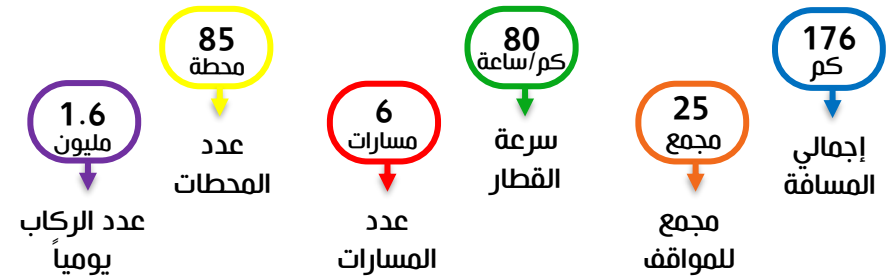 176
كم
إجمالي
المسافة
25
مجمع
مجمع
للمواقف
80
كم/ساعة
سرعة
القطار
6
مسارات
عدد
المسارات
85
محطة
عدد
المحطات
1.6
مليون
عدد الركاب
يومياً